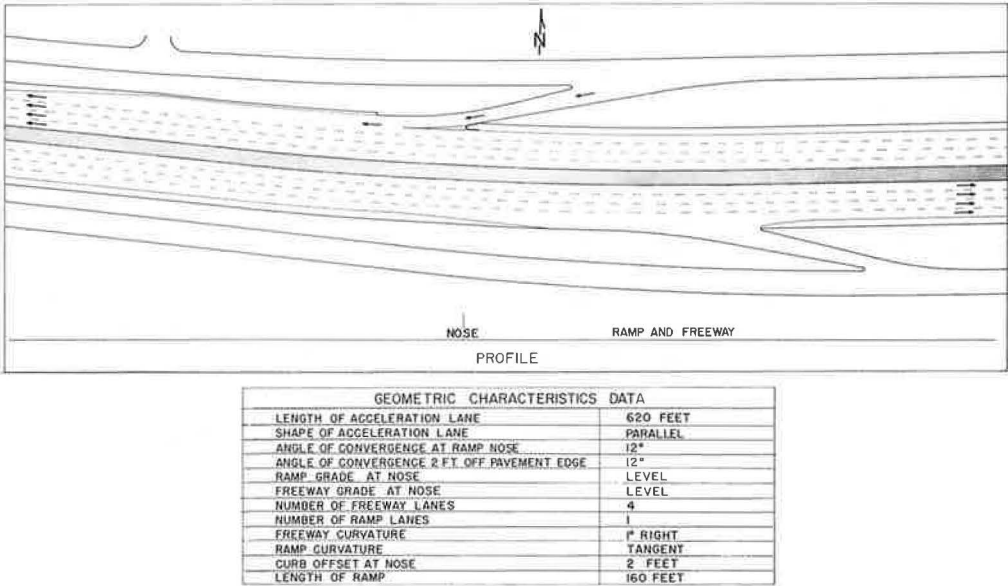 N
NOSE RAMP AND FREEWAY
PROFILE
GEOMETRIC CHARACTERISTICS DATA
LENGTH OF ACCELERATION LANE 620 FEET
SHAPE OF ACCELERATION LANE PARALLEL
ANGLE OF CONVERGENCE AT RAMP NOSE 12°
ANGLE OF CONVERGENCE 2 FT. OFF PAVEMENT EDGE 12°
RAMP GRADE AT NOSE LEVEL
FREEWAY GRADE AT NOSE LEVEL
NUMBER OF FREEWAY LANES 4
NUMBER OF RAMP LANES 1
FREEWAY CURVATURE 1° RIGHT
RAMP CURVATURE TANGENT
CURB OFFSET AT NOSE 2 FEET
LENGTH OF RAMP 160 FEET